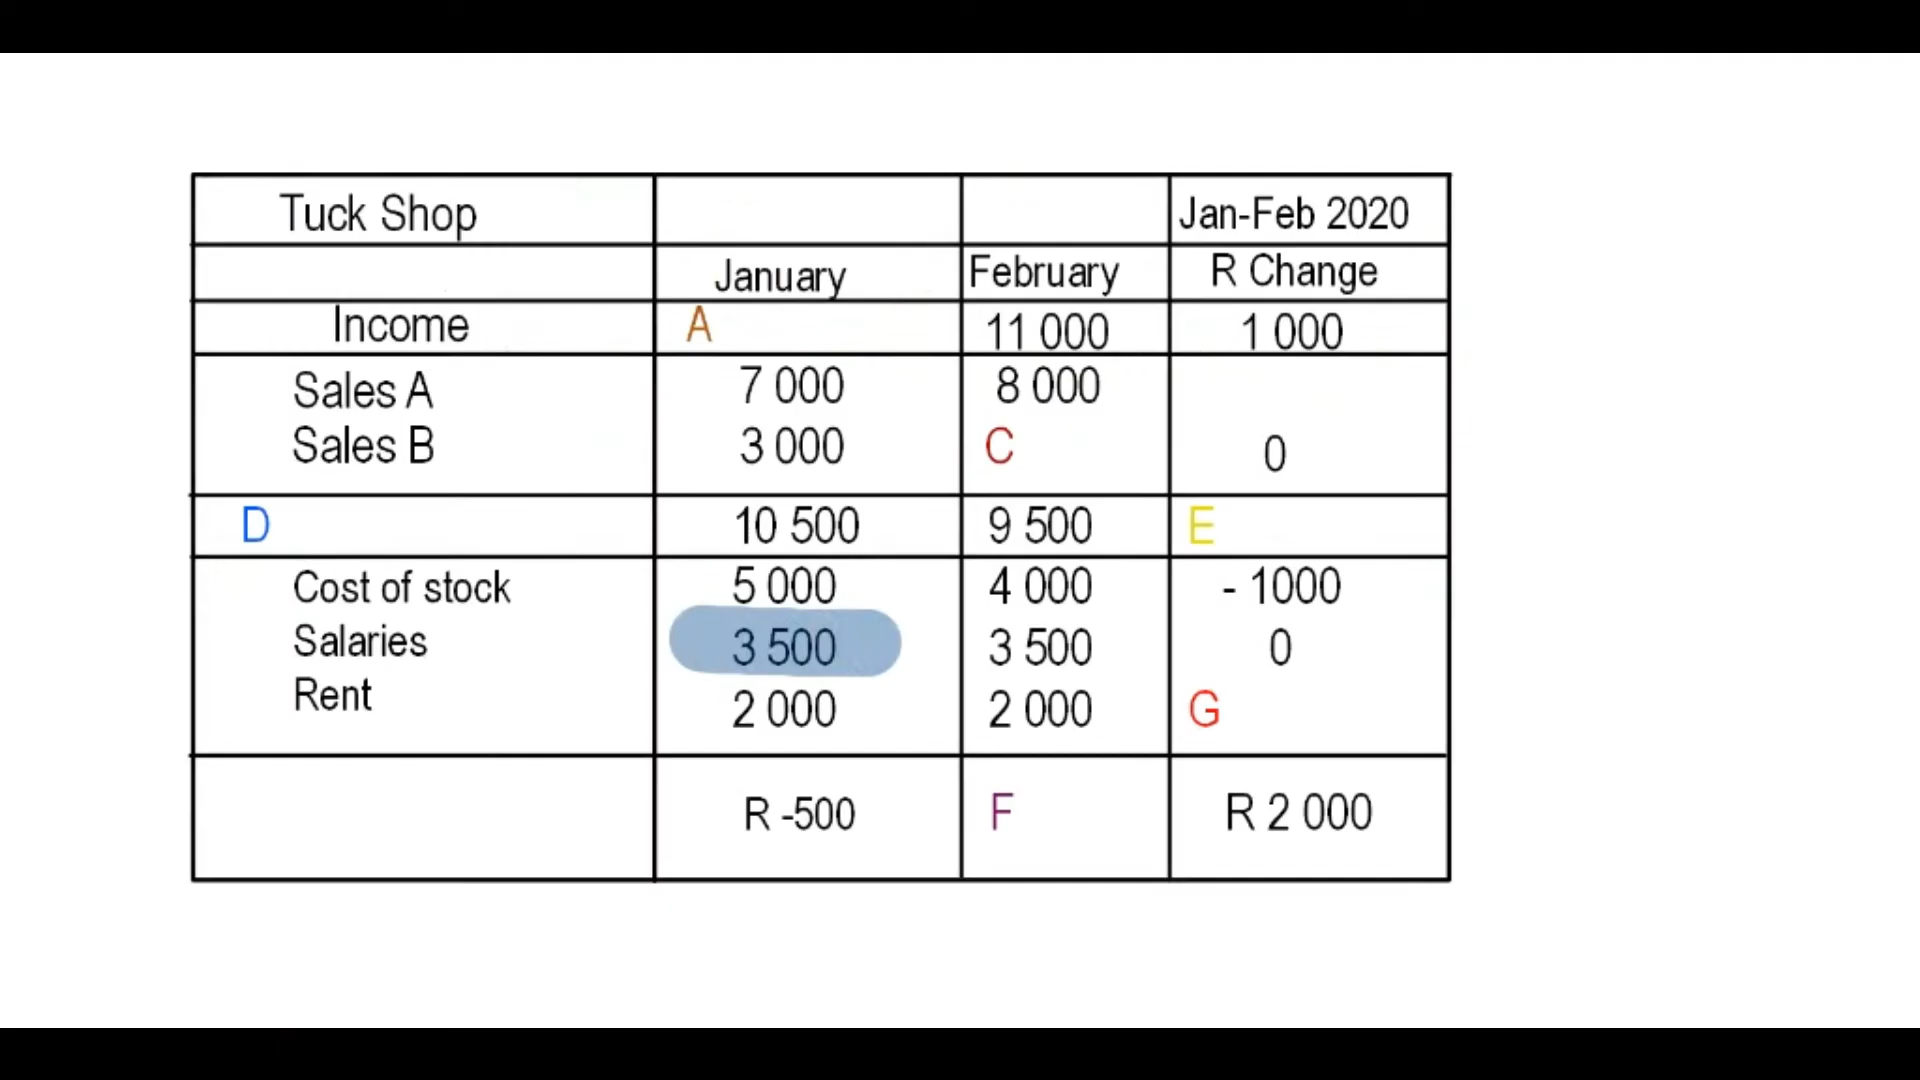 Tuck Shop Jan-Feb 2020
January February R Change
Income A 11 000 1 000
Sales A 7 000 8 000
Sales B 3 000 C 0
D 10 500 9 500 E
Cost of stock 5 000 4 000 - 1000
Salaries 3 500 3 500 0
Rent 2 000 2 000 G
R -500 F R 2 000